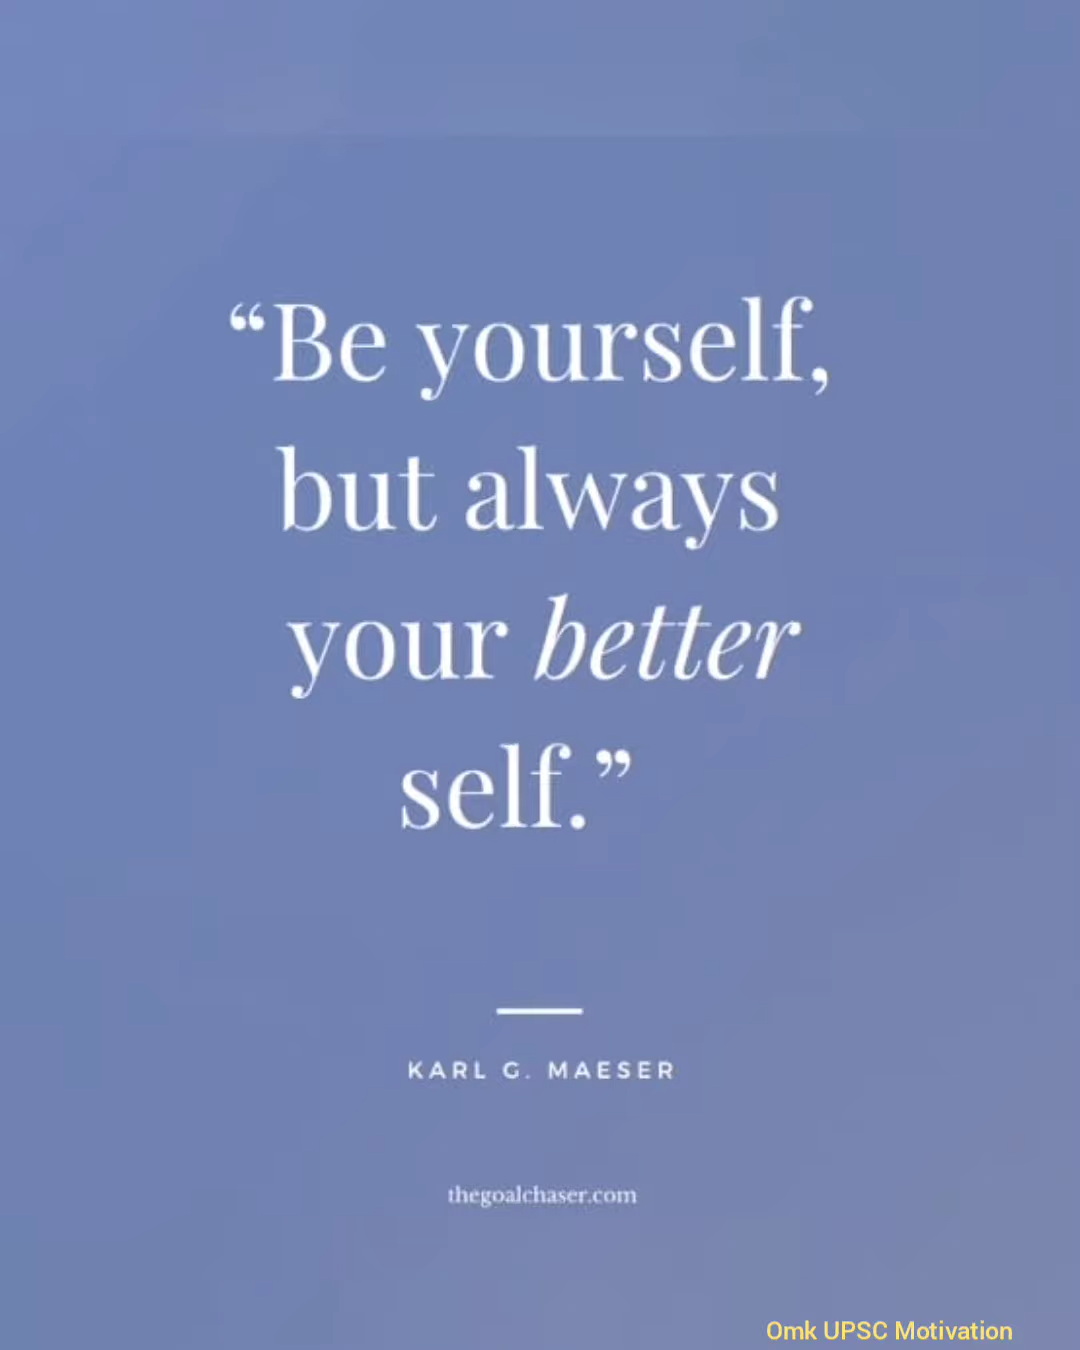 “Be yourself,
but always
your better
self.”
KARL G. MAESER
thegoalchaser.com
Omk UPSC Motivation